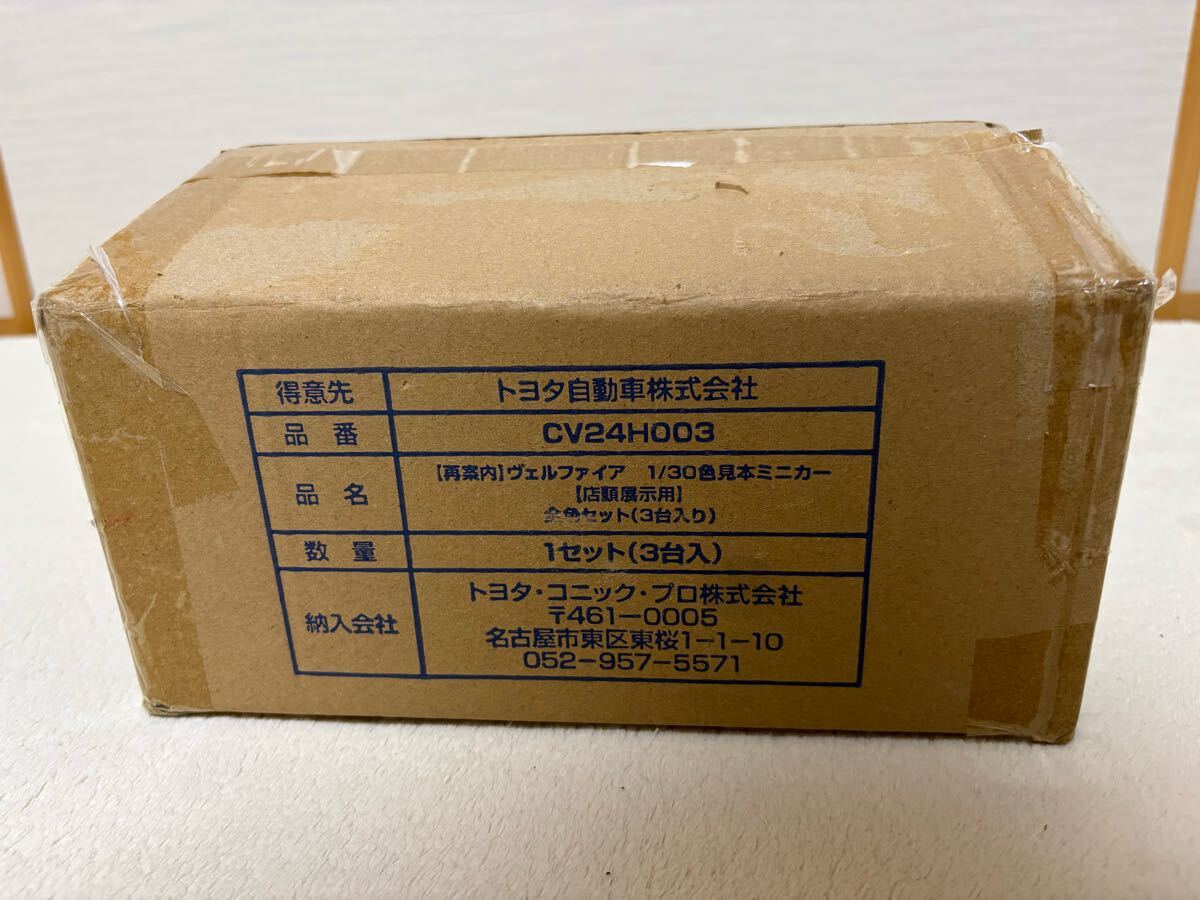 得意先 トヨタ自動車株式会社
品番 CV24H003
品名 【再案内】ヴェルファイア 1/30色見本ミニカー
【店頭展示用】
全色セット(3台入り)
数量 1セット(3台入)
納入会社 トヨタ・コニック・プロ株式会社
〒461-0005
名古屋市東区東桜1-1-10
052-957-5571